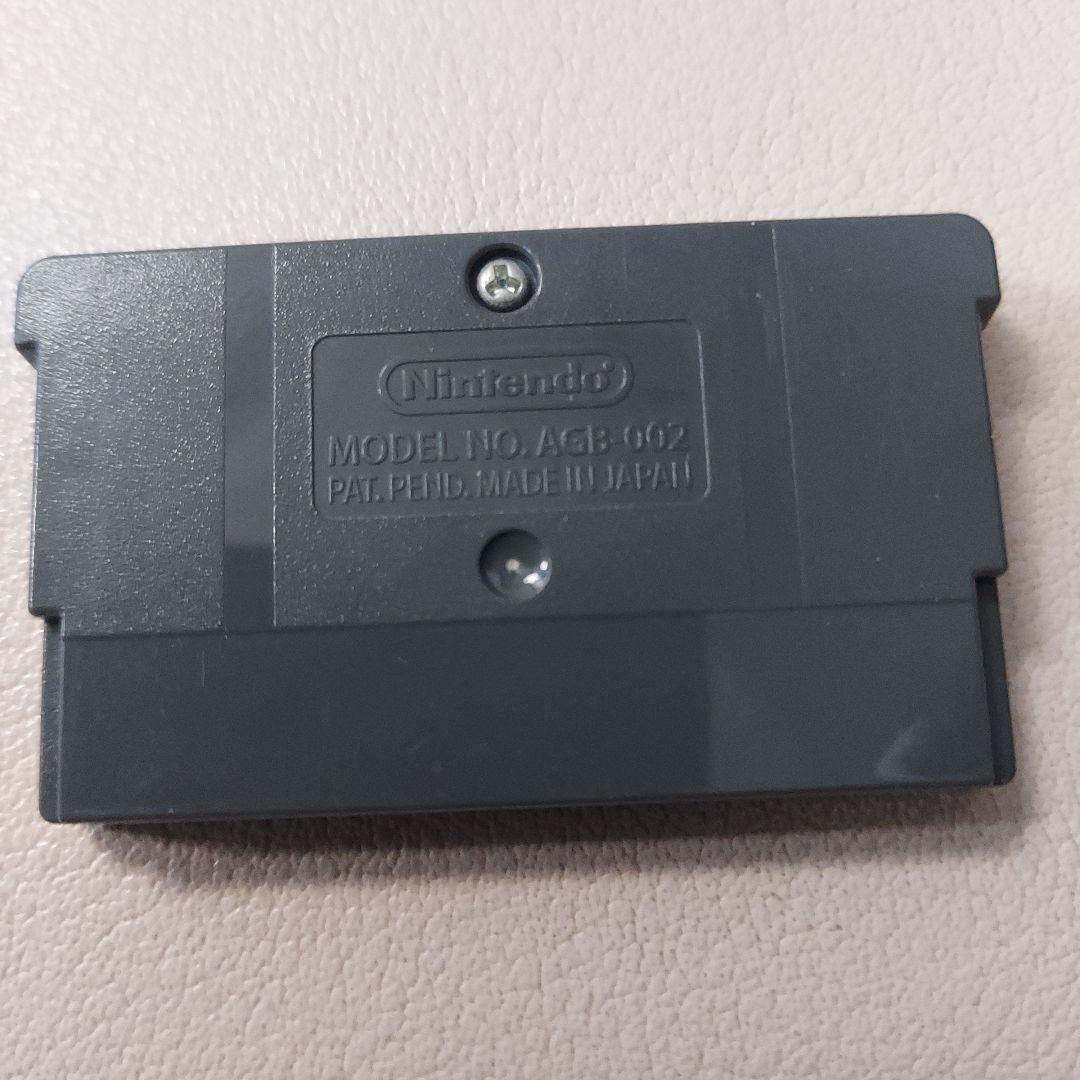 Nintendo®
MODEL NO. AGB-002
PAT. PEND. MADE IN JAPAN